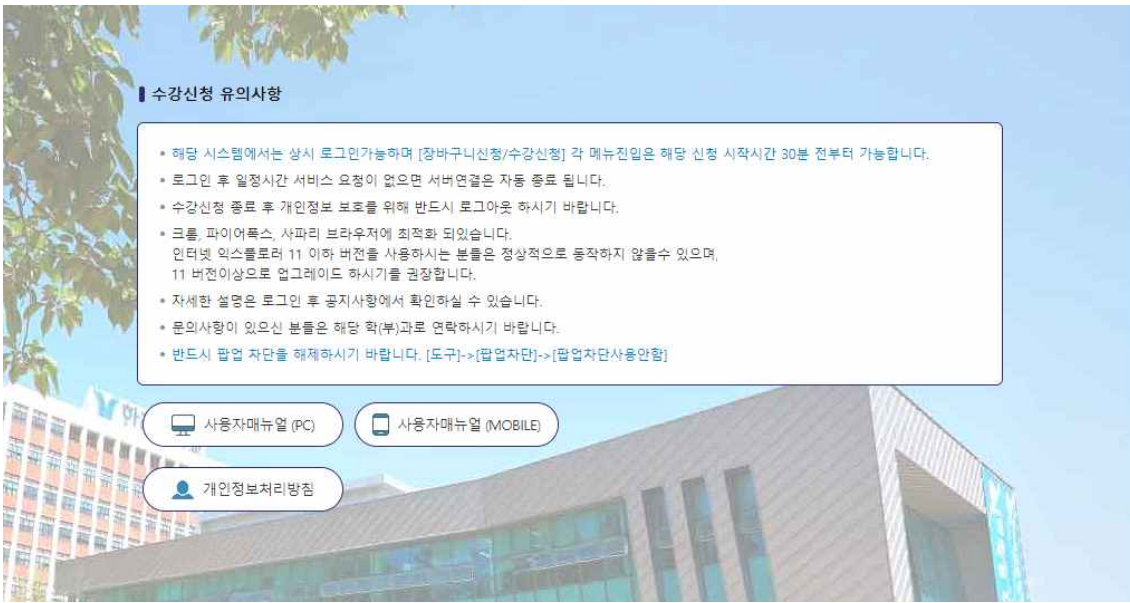 수강신청 유의사항
해당 시스템에서는 상시 로그인가능하며 [장바구니신청/수강신청] 각 메뉴진입은 해당 신청 시작시간 30분 전부터 가능합니다.
로그인 후 일정시간 서비스 요청이 없으면 서버연결은 자동 종료 됩니다.
수강신청 종료 후 개인정보 보호를 위해 반드시 로그아웃 하시기 바랍니다.
크롬, 파이어폭스, 사파리 브라우저에 최적화 되있습니다.
인터넷 익스플로러 11 이하 버전을 사용하시는 분들은 정상적으로 동작하지 않을수 있으며,
11 버전이상으로 업그레이드 하시기를 권장합니다.
자세한 설명은 로그인 후 공지사항에서 확인하실 수 있습니다.
문의사항이 있으신 분들은 해당 학(부)과로 연락하시기 바랍니다.
반드시 팝업 차단을 해제하시기 바랍니다. [도구]->[팝업차단]->[팝업차단사용안함]
사용자매뉴얼 (PC)
사용자매뉴얼 (MOBILE)
개인정보처리방침